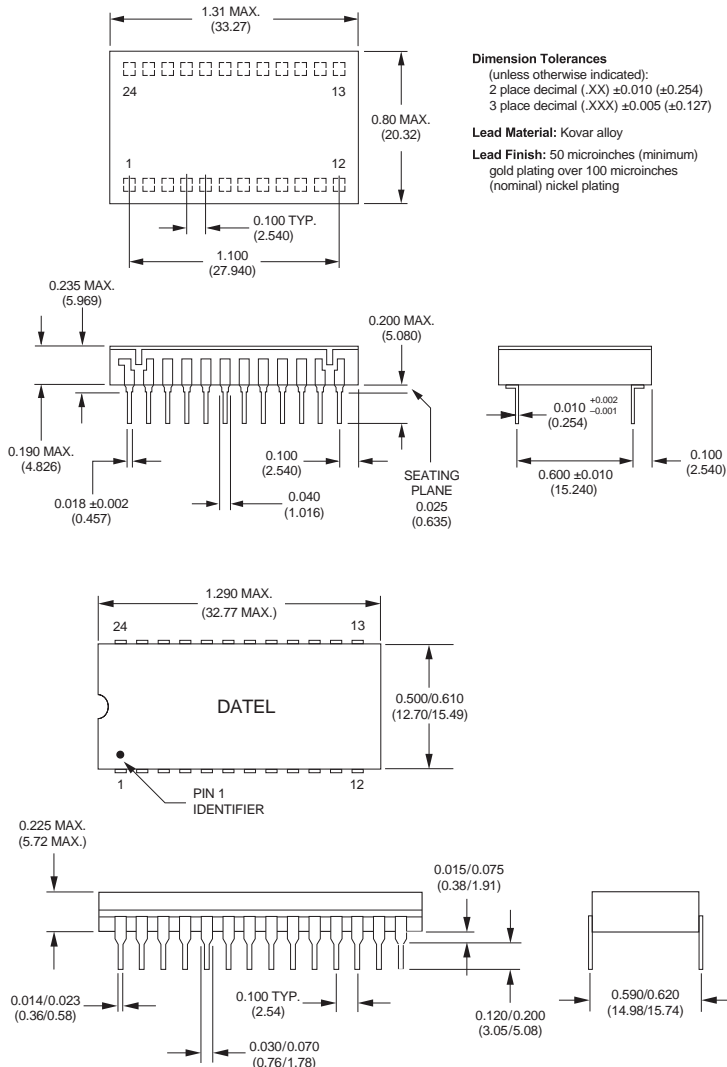 1.31 MAX.
(33.27)
24
13
1
12
0.80 MAX.
(20.32)
Dimension Tolerances
(unless otherwise indicated):
2 place decimal (.XX) ±0.010 (±0.254)
3 place decimal (.XXX) ±0.005 (±0.127)
Lead Material: Kovar alloy
Lead Finish: 50 microinches (minimum)
gold plating over 100 microinches
(nominal) nickel plating
0.100 TYP.
(2.540)
1.100
(27.940)
0.235 MAX.
(5.969)
0.200 MAX.
(5.080)
0.190 MAX.
(4.826)
0.018 ±0.002
(0.457)
0.100
(2.540)
0.040
(1.016)
SEATING
PLANE
0.025
(0.635)
0.010 +0.002
–0.001
(0.254)
0.600 ±0.010
(15.240)
0.100
(2.540)
1.290 MAX.
(32.77 MAX.)
24
13
DATEL
0.500/0.610
(12.70/15.49)
1
12
PIN 1
IDENTIFIER
0.225 MAX.
(5.72 MAX.)
0.015/0.075
(0.38/1.91)
0.014/0.023
(0.36/0.58)
0.100 TYP.
(2.54)
0.120/0.200
(3.05/5.08)
0.590/0.620
(14.98/15.74)
0.030/0.070
(0.76/1.78)